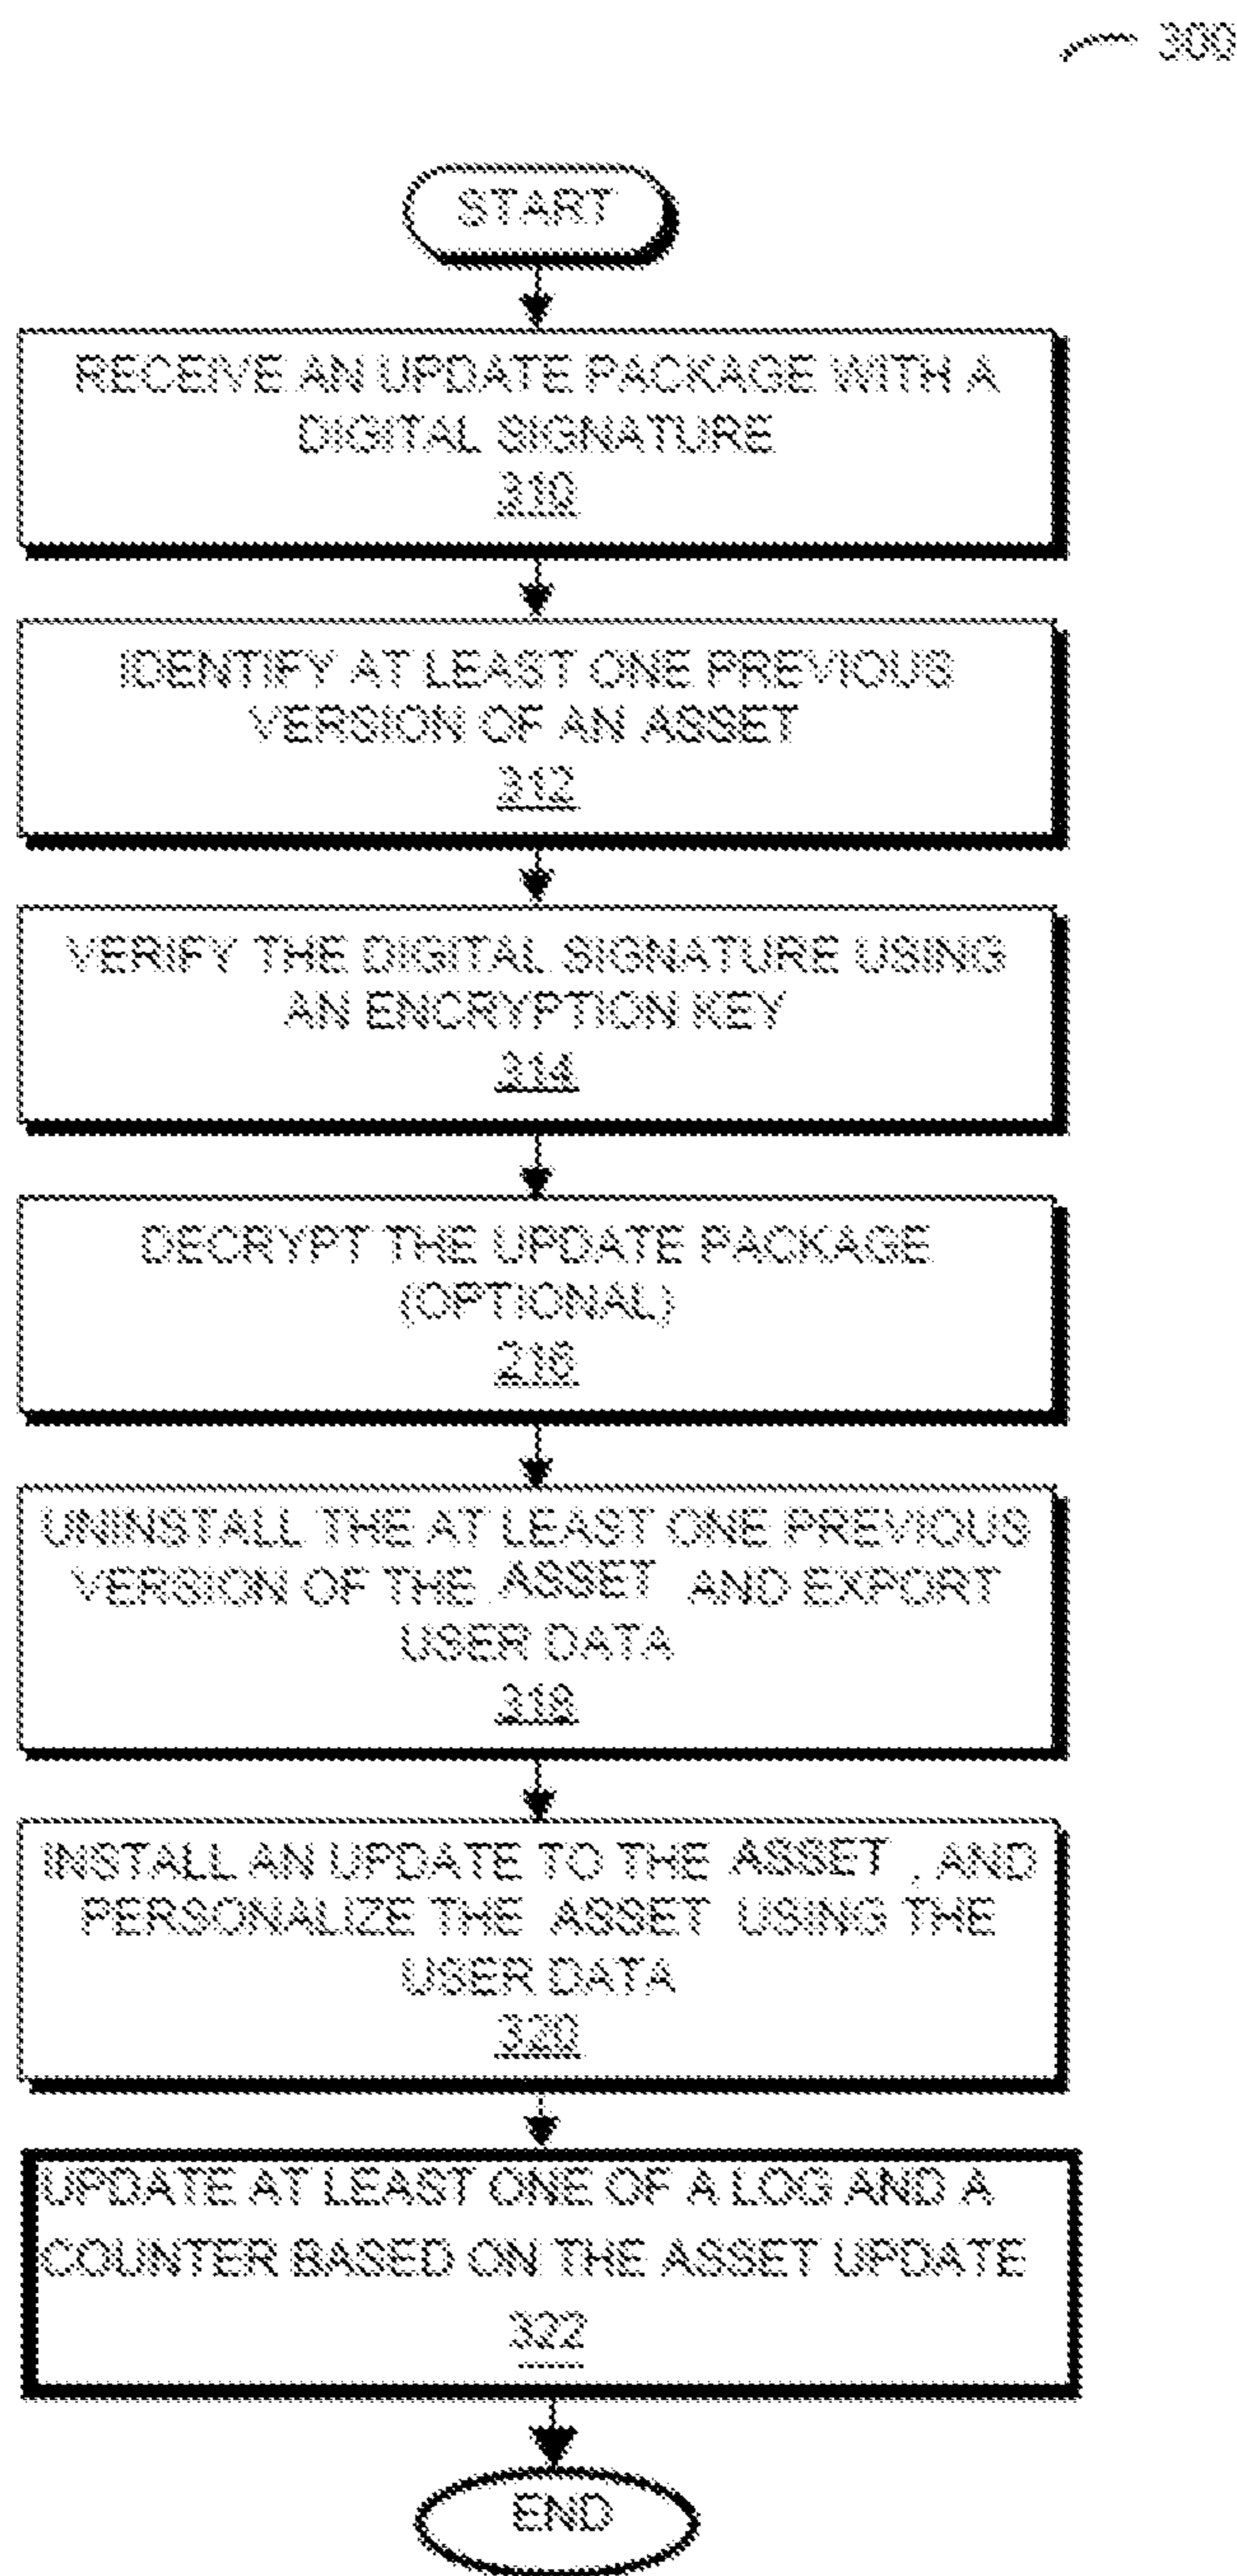 300
START
RECEIVE AN UPDATE PACKAGE WITH A
DIGITAL SIGNATURE
310
IDENTIFY AT LEAST ONE PREVIOUS
VERSION OF AN ASSET
312
VERIFY THE DIGITAL SIGNATURE USING
AN ENCRYPTION KEY
314
DECRYPT THE UPDATE PACKAGE
(OPTIONAL)
216
UNINSTALL THE AT LEAST ONE PREVIOUS
VERSION OF THE ASSET AND EXPORT
USER DATA
318
INSTALL AN UPDATE TO THE ASSET, AND
PERSONALIZE THE ASSET USING THE
USER DATA
320
UPDATE AT LEAST ONE OF A LOG AND A
COUNTER BASED ON THE ASSET UPDATE
322
END